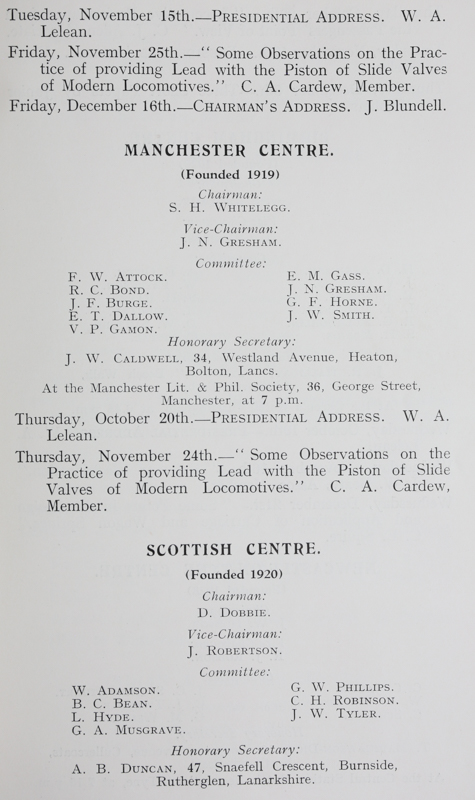 Tuesday, November 15th.—PRESIDENTIAL ADDRESS. W. A.
Lelean.
Friday, November 25th.—“ Some Observations on the Prac-
tice of providing Lead with the Piston of Slide Valves
of Modern Locomotives.” C. A. Cardew, Member.
Friday, December 16th.—CHAIRMAN'S ADDRESS. J. Blundell.
MANCHESTER CENTRE.
(Founded 1919)
Chairman:
S. H. WHITELEGG.
Vice-Chairman:
J. N. GRESHAM.
Committee:
F. W. ATTOCK.
R. C. BOND.
J. F. BURGE.
E. T. DALLOW.
V. P. GAMON.
E. M. GASS.
J. N. GRESHAM.
G. F. HORNE.
J. W. SMITH.
Honorary Secretary:
J. W. CALDWELL, 34, Westland Avenue, Heaton,
Bolton, Lancs.
At the Manchester Lit. & Phil. Society, 36, George Street,
Manchester, at 7 p.m.
Thursday, October 20th.—PRESIDENTIAL ADDRESS. W. A.
Lelean.
Thursday, November 24th.—“ Some Observations on the
Practice of providing Lead with the Piston of Slide
Valves of Modern Locomotives.” C. A. Cardew,
Member.
SCOTTISH CENTRE.
(Founded 1920)
Chairman:
D. DOBBIE.
Vice-Chairman:
J. ROBERTSON.
Committee:
W. ADAMSON.
B. C. BEAN.
L. HYDE.
G. A. MUSGRAVE.
G. W. PHILLIPS.
C. H. ROBINSON.
J. W. TYLER.
Honorary Secretary:
A. B. DUNCAN, 47, Snaefell Crescent, Burnside,
Rutherglen, Lanarkshire.